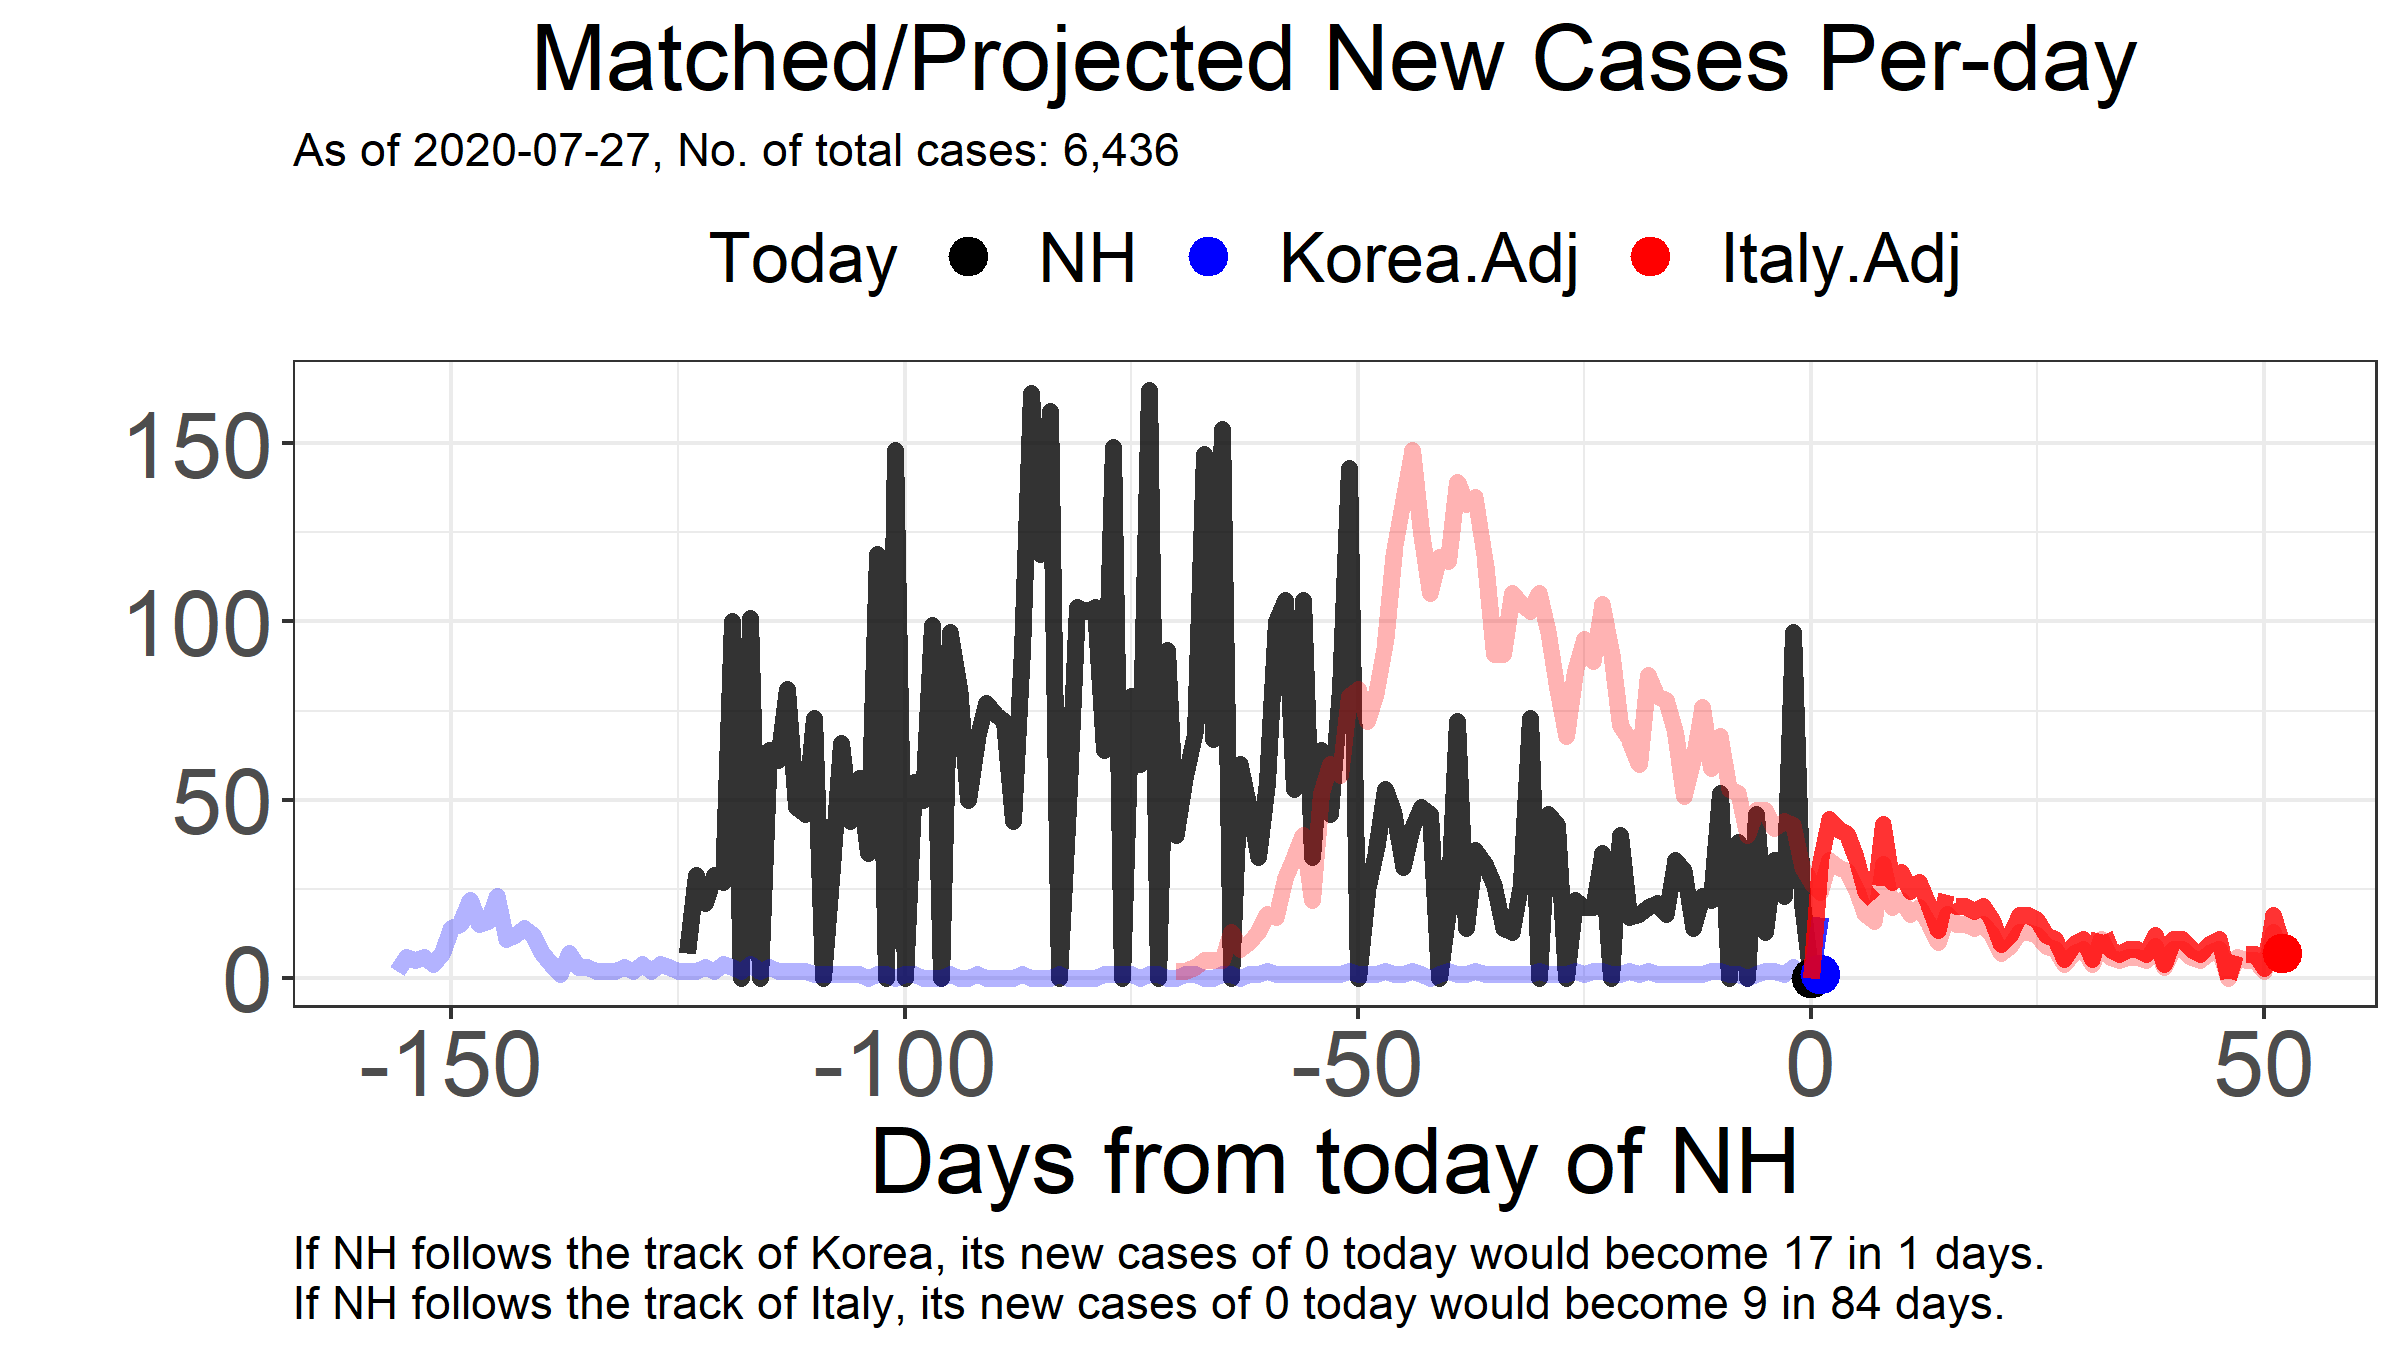 Matched/Projected New Cases Per-day
As of 2020-07-27, No. of total cases: 6,436
Today NH Korea.Adj Italy.Adj
150
100
50
0
-150 -100 -50 0 50
Days from today of NH
If NH follows the track of Korea, its new cases of 0 today would become 17 in 1 days.
If NH follows the track of Italy, its new cases of 0 today would become 9 in 84 days.